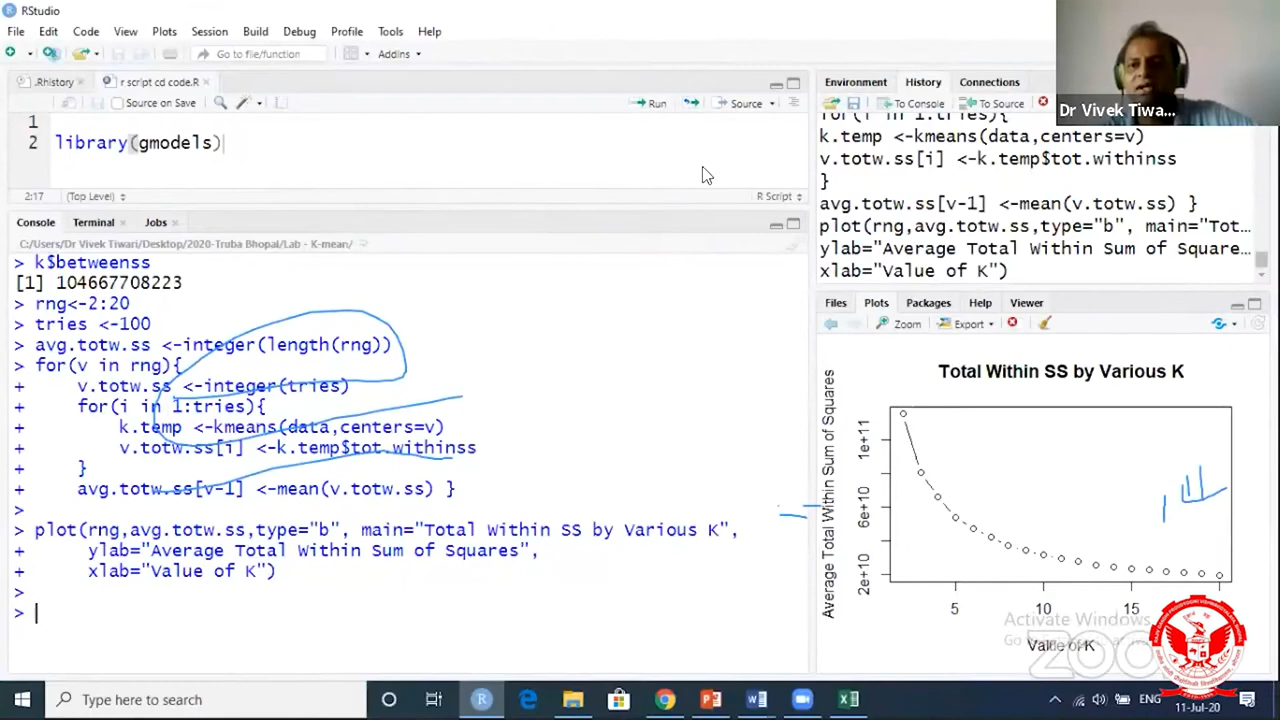 RStudio
File Edit Code View Plots Session Build Debug Profile Tools Help
Go to file/function
Addins
.Rhistory
r script cd code.R
Source on Save
Run
Source
1
2 library(gmodels)
2:17 (Top Level) R Script
Console Terminal Jobs
C:/Users/Dr Vivek Tiwari/Desktop/2020-Truba Bhopal/Lab - K-mean/
> k$betweenss
[1] 104667708223
> rng<-2:20
> tries <-100
> avg.totw.ss <-integer(length(rng))
> for(v in rng){
+ v.totw.ss <-integer(tries)
+ for(i in 1:tries){
+ k.temp <-kmeans(data,centers=v)
+ v.totw.ss[i] <-k.temp$tot.withinss
+ }
+ avg.totw.ss[v-1] <-mean(v.totw.ss) }
>
> plot(rng,avg.totw.ss,type="b", main="Total Within SS by Various K",
+ ylab="Average Total Within Sum of Squares",
+ xlab="Value of K")
>
>
Environment History Connections
To Console To Source
Dr Vivek Tiwa...
for(i in 1:tries){
k.temp <-kmeans(data,centers=v)
v.totw.ss[i] <-k.temp$tot.withinss
}
avg.totw.ss[v-1] <-mean(v.totw.ss) }
plot(rng,avg.totw.ss,type="b", main="Tot…
ylab="Average Total Within Sum of Square…
xlab="Value of K")
Files Plots Packages Help Viewer
Zoom Export
Total Within SS by Various K
Average Total Within Sum of Squares
1e+11
6e+10
2e+10
5 10 15
Value of K
Activate Windows
zoom
Type here to search
ENG
11-Jul-20